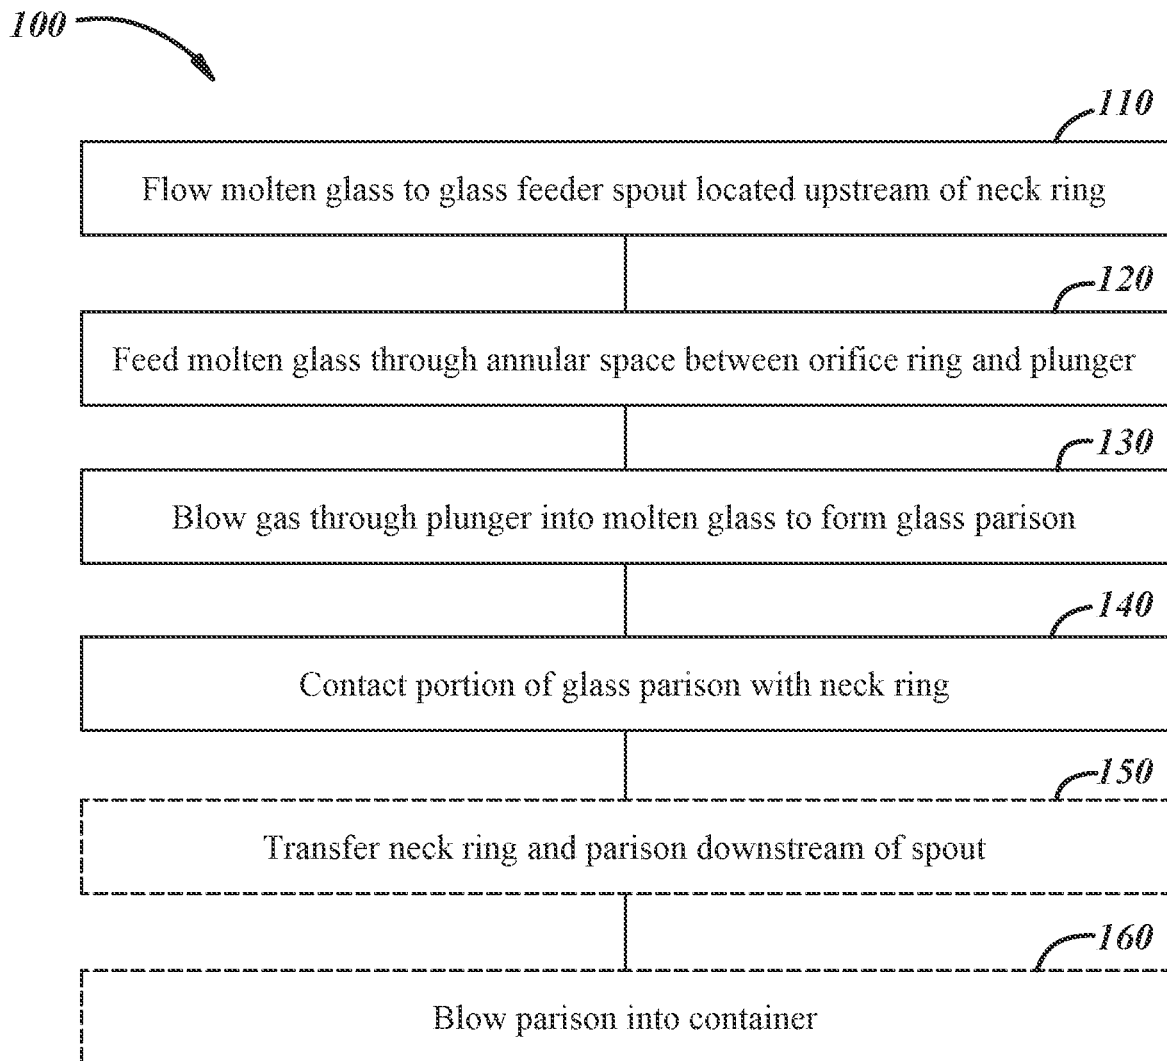 100
110
Flow molten glass to glass feeder spout located upstream of neck ring
120
Feed molten glass through annular space between orifice ring and plunger
130
Blow gas through plunger into molten glass to form glass parison
140
Contact portion of glass parison with neck ring
150
Transfer neck ring and parison downstream of spout
160
Blow parison into container